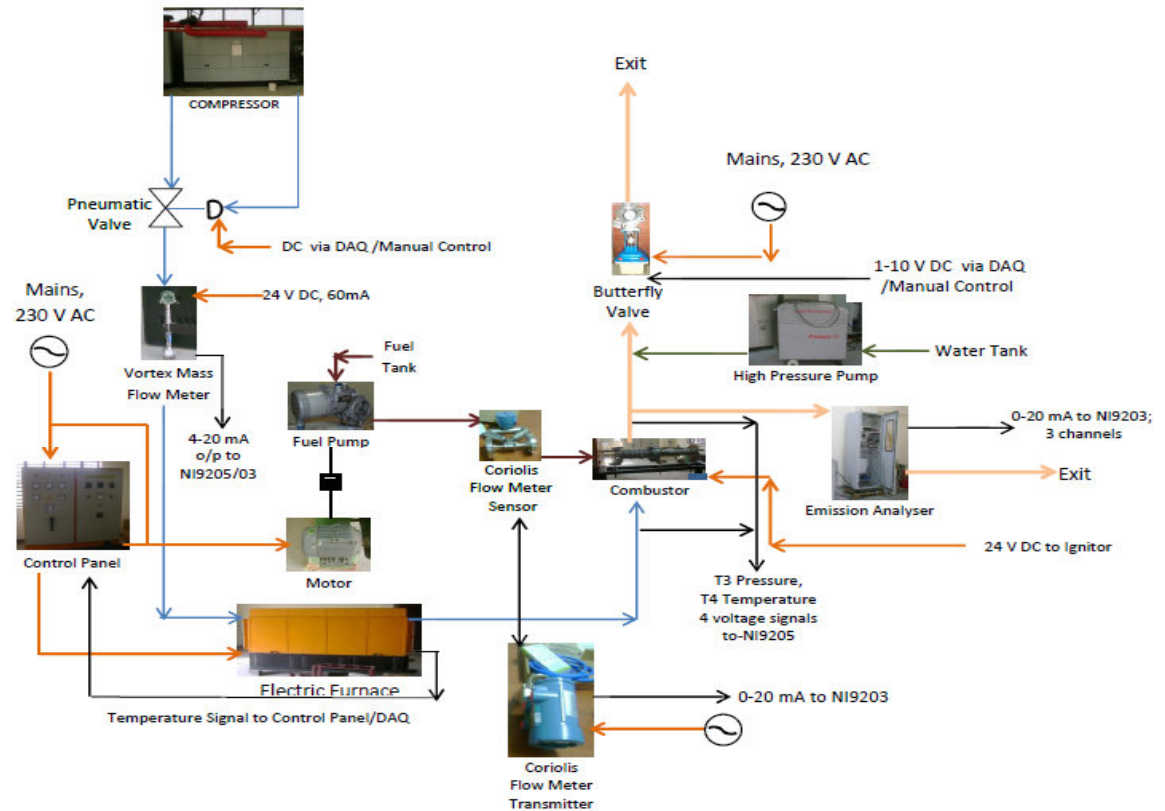 COMPRESSOR
Exit
Mains, 230 V AC
Pneumatic
Valve
D
DC via DAQ /Manual Control
1-10 V DC via DAQ
/Manual Control
Butterfly
Valve
Mains,
230 V AC
24 V DC, 60mA
Vortex Mass
Flow Meter
Fuel
Tank
Water Tank
High Pressure Pump
4-20 mA
o/p to
NI9205/03
Fuel Pump
Coriolis
Flow Meter
Sensor
Combustor
0-20 mA to NI9203;
3 channels
Exit
Emission Analyser
Control Panel
Motor
24 V DC to Ignitor
T3 Pressure,
T4 Temperature
4 voltage signals
to-NI9205
Electric Furnace
Temperature Signal to Control Panel/DAQ
0-20 mA to NI9203
Coriolis
Flow Meter
Transmitter